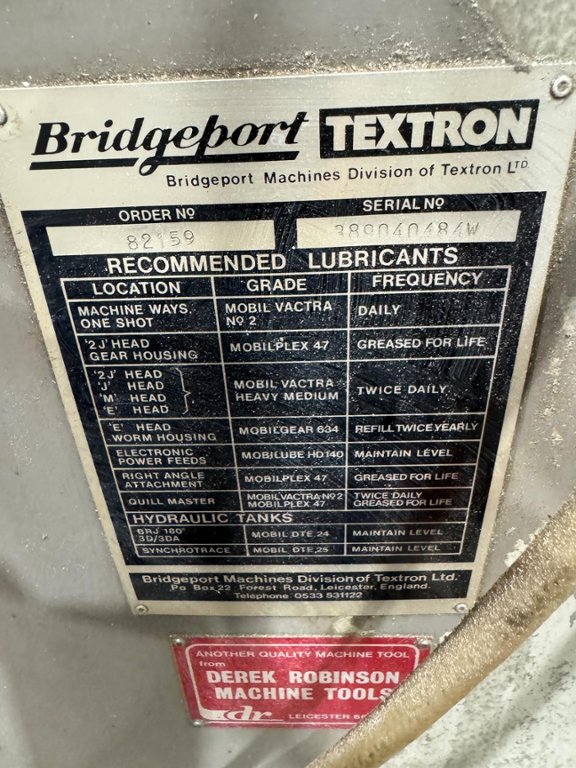 Bridgeport TEXTRON
Bridgeport Machines Division of Textron LTD.
ORDER Nº SERIAL Nº
82159 389040484W
RECOMMENDED LUBRICANTS
LOCATION GRADE FREQUENCY
MACHINE WAYS. ONE SHOT MOBIL VACTRA Nº 2 DAILY
'2J' HEAD GEAR HOUSING MOBILPLEX 47 GREASED FOR LIFE
'2J' HEAD
'J' HEAD
'M' HEAD
'E' HEAD
MOBIL VACTRA HEAVY MEDIUM TWICE DAILY
'E' HEAD WORM HOUSING MOBILGEAR 634 REFILL TWICE YEARLY
ELECTRONIC POWER FEEDS MOBILUBE HD140 MAINTAIN LEVEL
RIGHT ANGLE ATTACHMENT MOBILPLEX 47 GREASED FOR LIFE
QUILL MASTER MOBIL VACTRA Nº2 MOBILPLEX 47 TWICE DAILY GREASED FOR LIFE
HYDRAULIC TANKS
BRJ 180' 3D/3DA MOBIL DTE 24 MAINTAIN LEVEL
SYNCHROTRACE MOBIL DTE 25 MAINTAIN LEVEL
Bridgeport Machines Division of Textron Ltd.
Po Box 22 Forest Road, Leicester, England.
Telephone 0533 531122
ANOTHER QUALITY MACHINE TOOL
from
DEREK ROBINSON
MACHINE TOOLS
dr LEICESTER